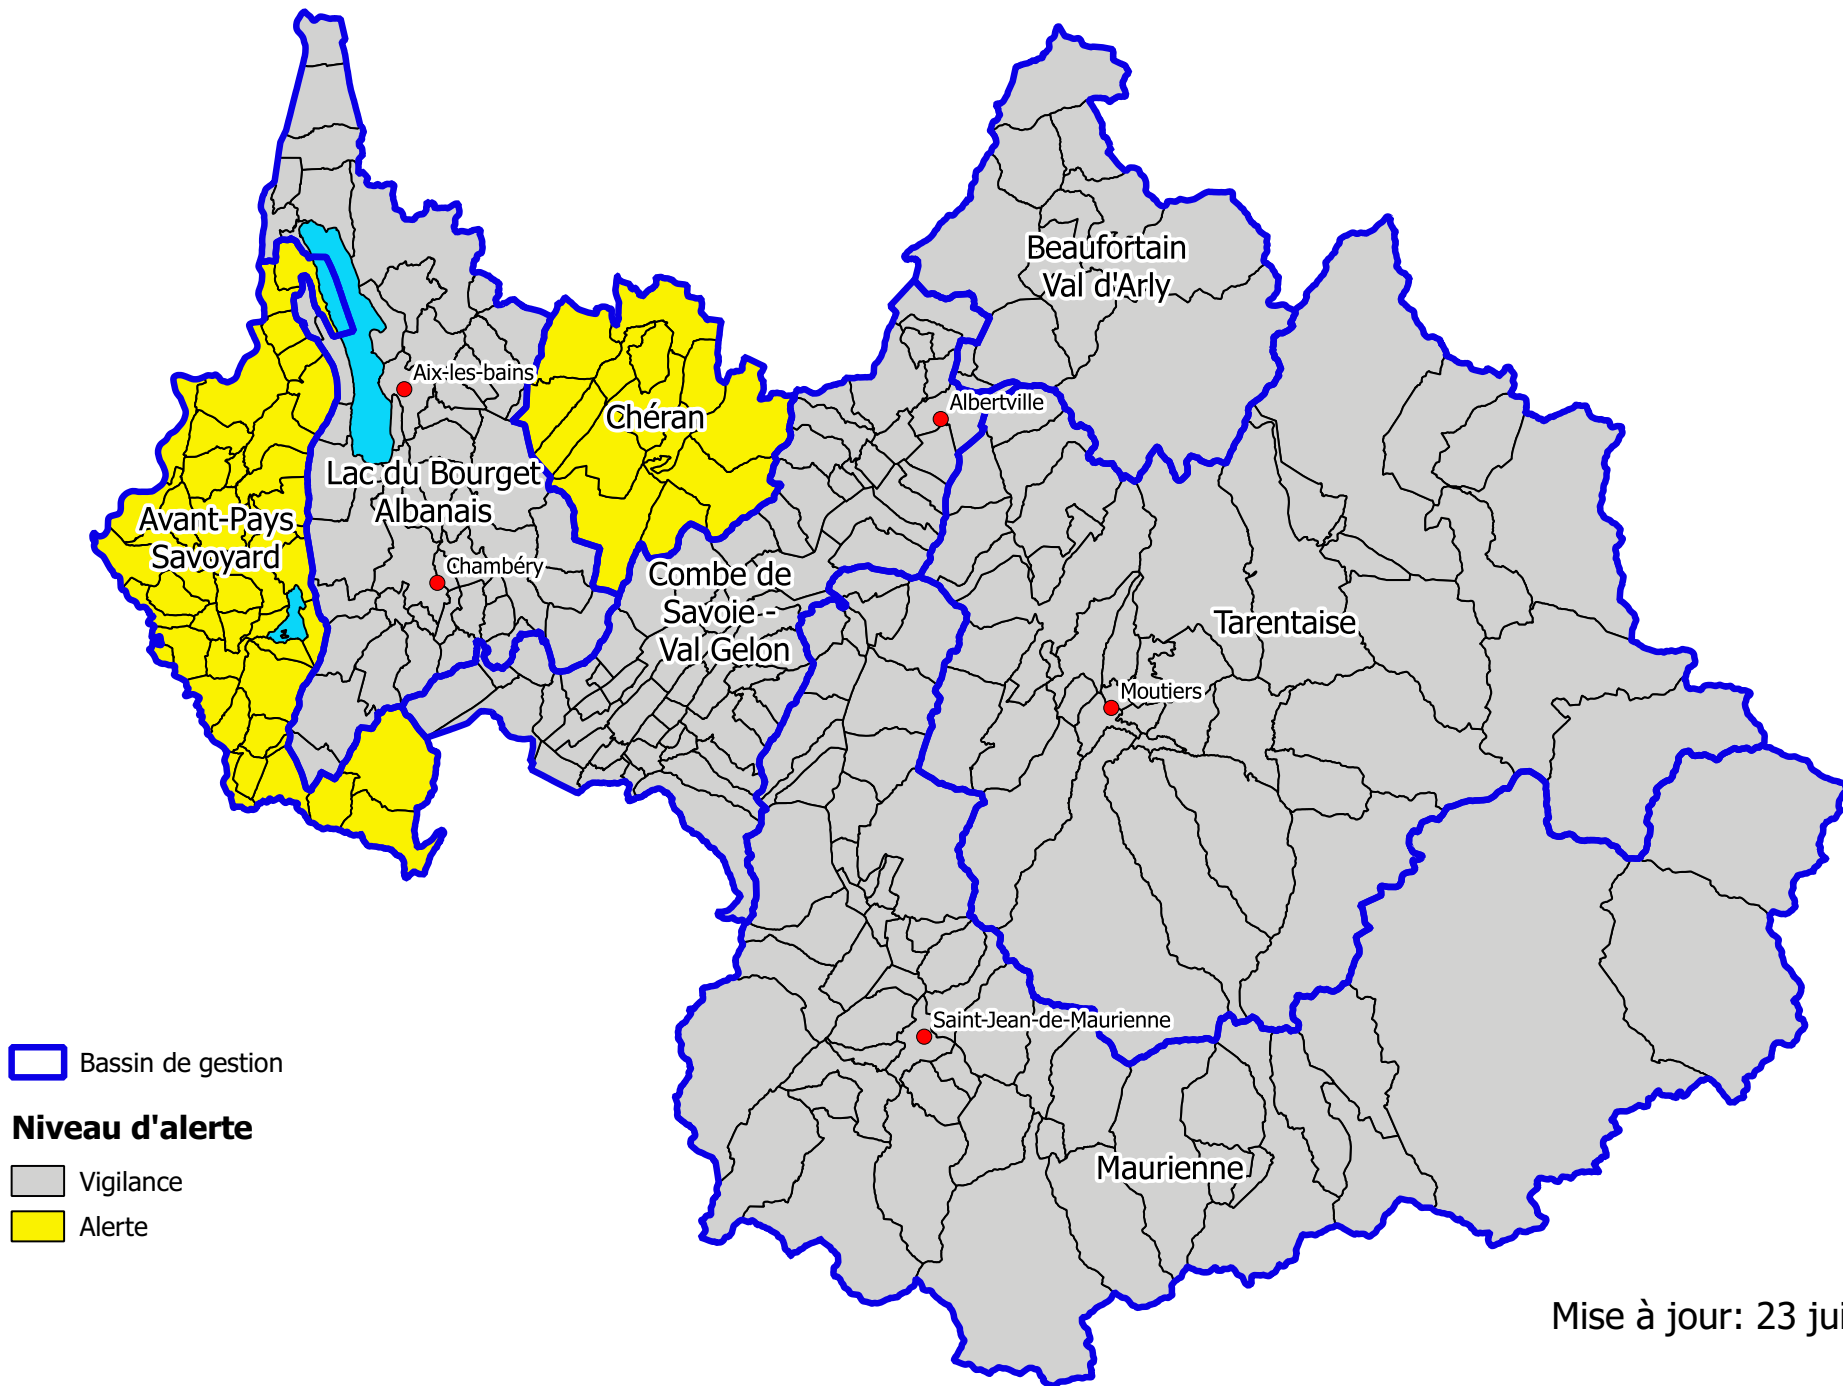 Beaufortain
Val d'Arly
Aix-les-bains
Albertville
Chéran
Lac du Bourget
Albanais
Avant-Pays
Savoyard
Chambéry
Combe de
Savoie -
Val Gelon
Tarentaise
Moutiers
Saint-Jean-de-Maurienne
Maurienne
Bassin de gestion
Niveau d'alerte
Vigilance
Alerte
Mise à jour: 23